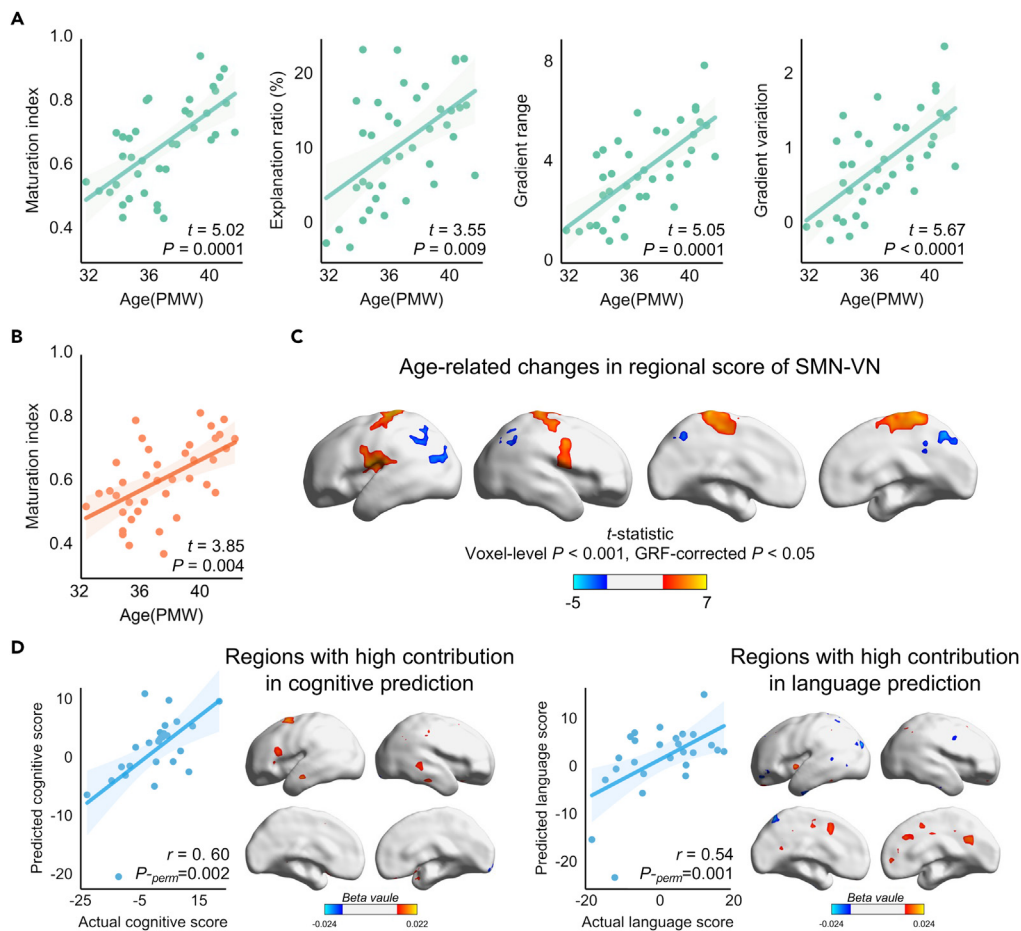 A
Maturation index
1.0
0.8
0.6
0.4
32
36
40
Age(PMW)
t = 5.02
P = 0.0001
Explanation ratio (%)
20
10
0
32
36
40
Age(PMW)
t = 3.55
P = 0.009
Gradient range
8
6
4
2
0
32
36
40
Age(PMW)
t = 5.05
P = 0.0001
Gradient variation
2
1
0
32
36
40
Age(PMW)
t = 5.67
P < 0.0001
B
Maturation index
1.0
0.8
0.6
0.4
32
36
40
Age(PMW)
t = 3.85
P = 0.004
C
Age-related changes in regional score of SMN-VN
t-statistic
Voxel-level P < 0.001, GRF-corrected P < 0.05
-5
7
D
Predicted cognitive score
10
0
-10
-20
-25
-5
15
Actual cognitive score
r = 0. 60
P-perm=0.002
Regions with high contribution
in cognitive prediction
Beta vaule
-0.024
0.022
Predicted language score
10
0
-10
-20
-20
0
20
Actual language score
r = 0.54
P-perm=0.001
Regions with high contribution
in language prediction
Beta vaule
-0.024
0.024